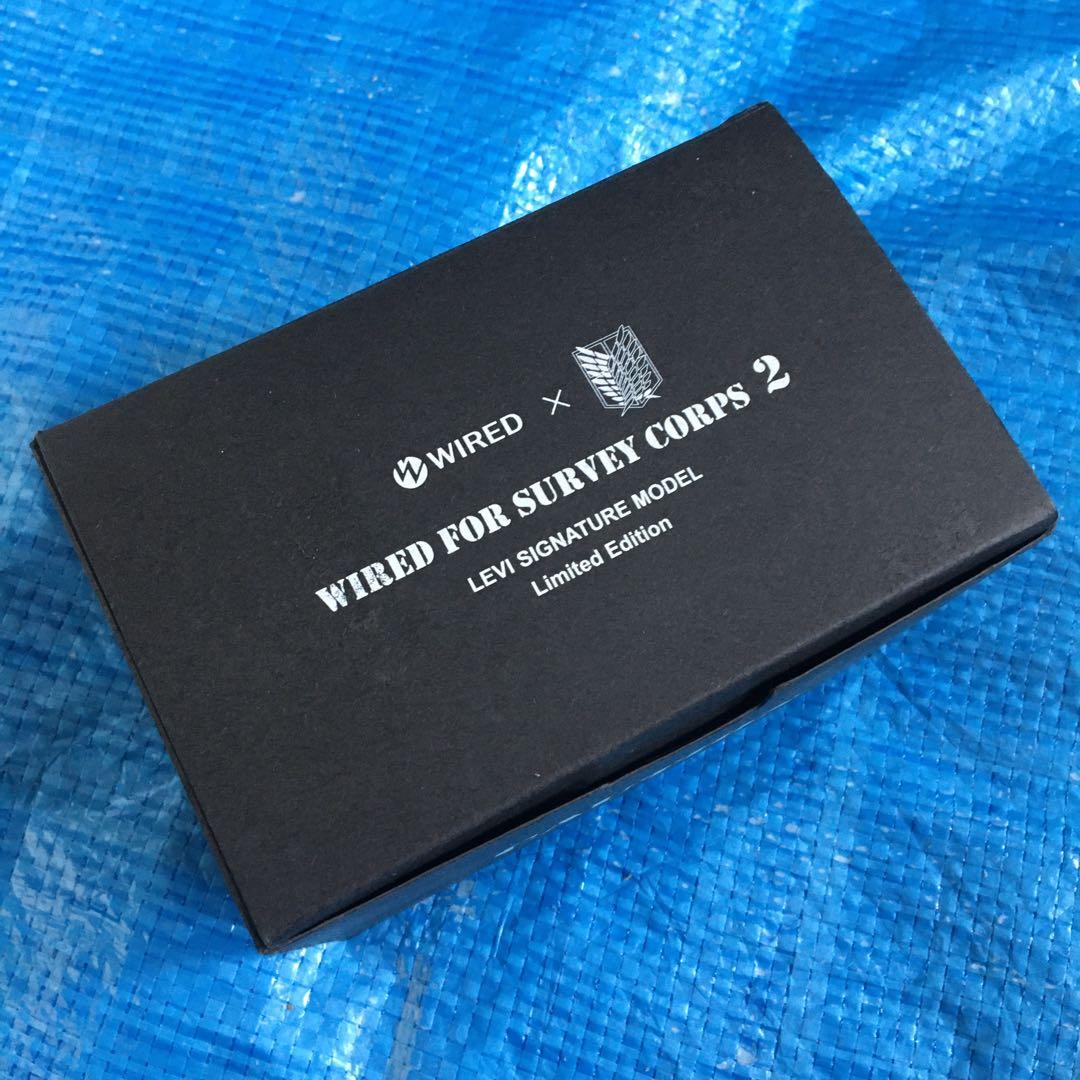 W WIRED ×
WIRED FOR SURVEY CORPS 2
LEVI SIGNATURE MODEL
Limited Edition